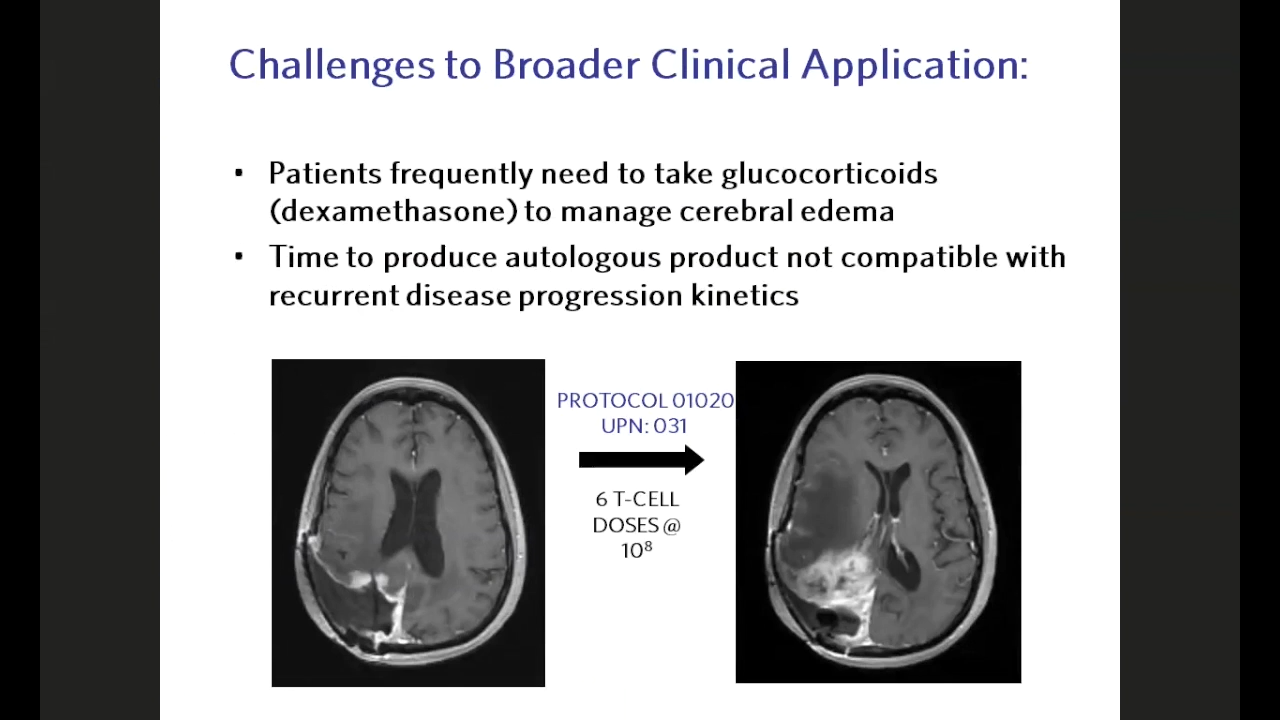 Challenges to Broader Clinical Application:
• Patients frequently need to take glucocorticoids
(dexamethasone) to manage cerebral edema
• Time to produce autologous product not compatible with
recurrent disease progression kinetics
PROTOCOL 01020
UPN: 031
6 T-CELL
DOSES @
10⁸